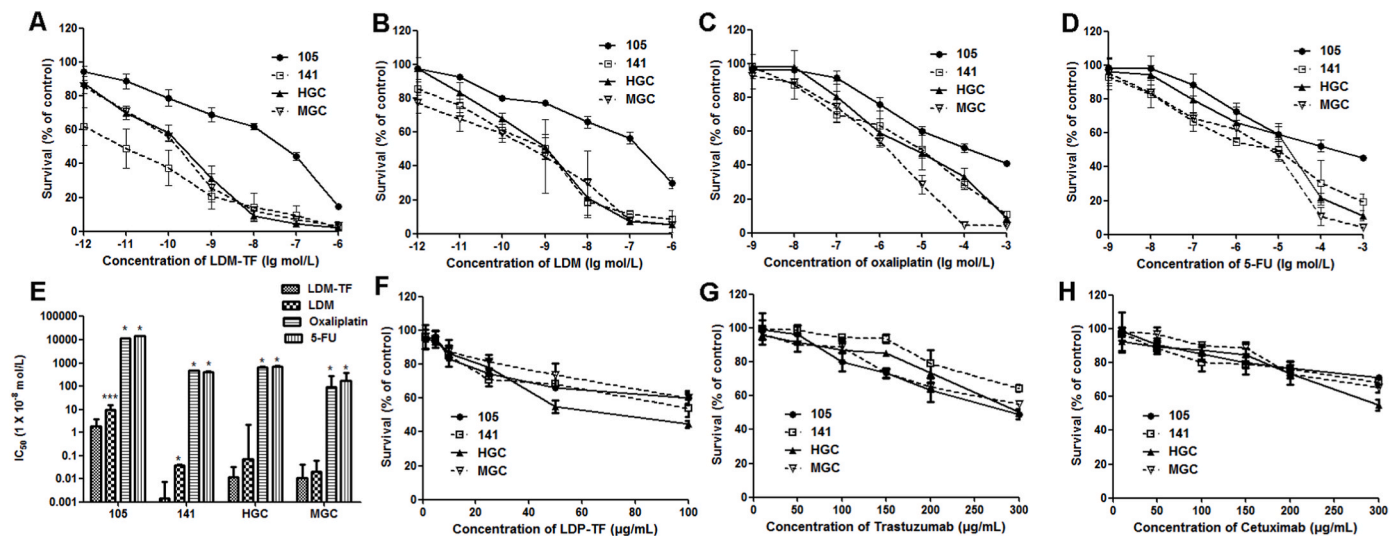 A
Survival (% of control)
120
100
80
60
40
20
0
105
141
HGC
MGC
-12
-11
-10
-9
-8
-7
-6
Concentration of LDM-TF (lg mol/L)
B
Survival (% of control)
120
100
80
60
40
20
0
105
141
HGC
MGC
-12
-11
-10
-9
-8
-7
-6
Concentration of LDM (lg mol/L)
C
Survival (% of control)
120
100
80
60
40
20
0
105
141
HGC
MGC
-9
-8
-7
-6
-5
-4
-3
Concentration of oxaliplatin (lg mol/L)
D
Survival (% of control)
120
100
80
60
40
20
0
105
141
HGC
MGC
-9
-8
-7
-6
-5
-4
-3
Concentration of 5-FU (lg mol/L)
E
LDM-TF
LDM
Oxaliplatin
5-FU
IC50 (1 X 10-8 mol/L)
100000
10000
1000
100
10
1
0.1
0.01
0.001
***
* *
*
* *
* *
* *
105
141
HGC
MGC
F
Survival (% of control)
120
100
80
60
40
20
0
105
141
HGC
MGC
0
20
40
60
80
100
Concentration of LDP-TF (µg/mL)
G
Survival (% of control)
120
100
80
60
40
20
0
105
141
HGC
MGC
0
50
100
150
200
250
300
Concentration of Trastuzumab (µg/mL)
H
Survival (% of control)
120
100
80
60
40
20
0
105
141
HGC
MGC
0
50
100
150
200
250
300
Concentration of Cetuximab (µg/mL)